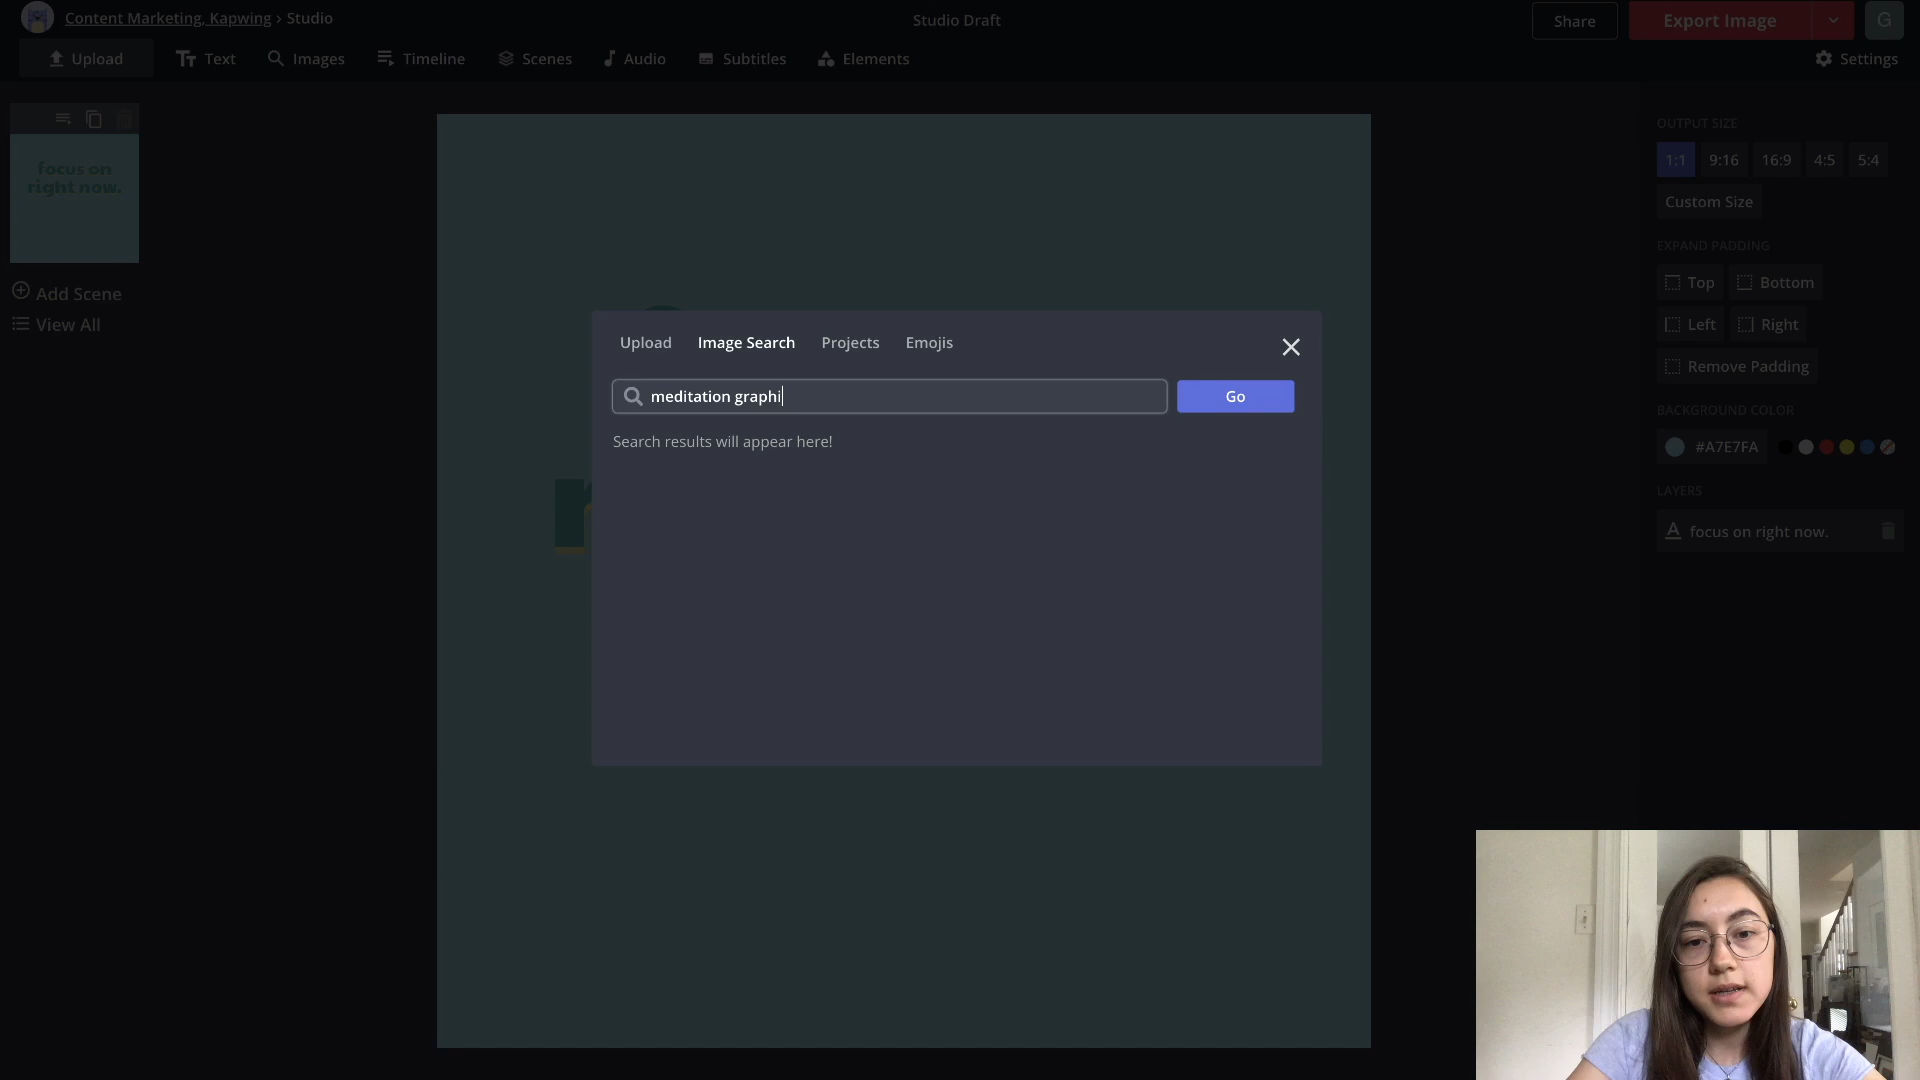 Content Marketing, Kapwing › Studio
Studio Draft
Share
Export Image
G
Upload
Text
Images
Timeline
Scenes
Audio
Subtitles
Elements
Settings
focus on
right now.
Add Scene
View All
Upload
Image Search
Projects
Emojis
meditation graphi
Go
Search results will appear here!
OUTPUT SIZE
1:1
9:16
16:9
4:5
5:4
Custom Size
EXPAND PADDING
Top
Bottom
Left
Right
Remove Padding
BACKGROUND COLOR
#A7E7FA
LAYERS
focus on right now.